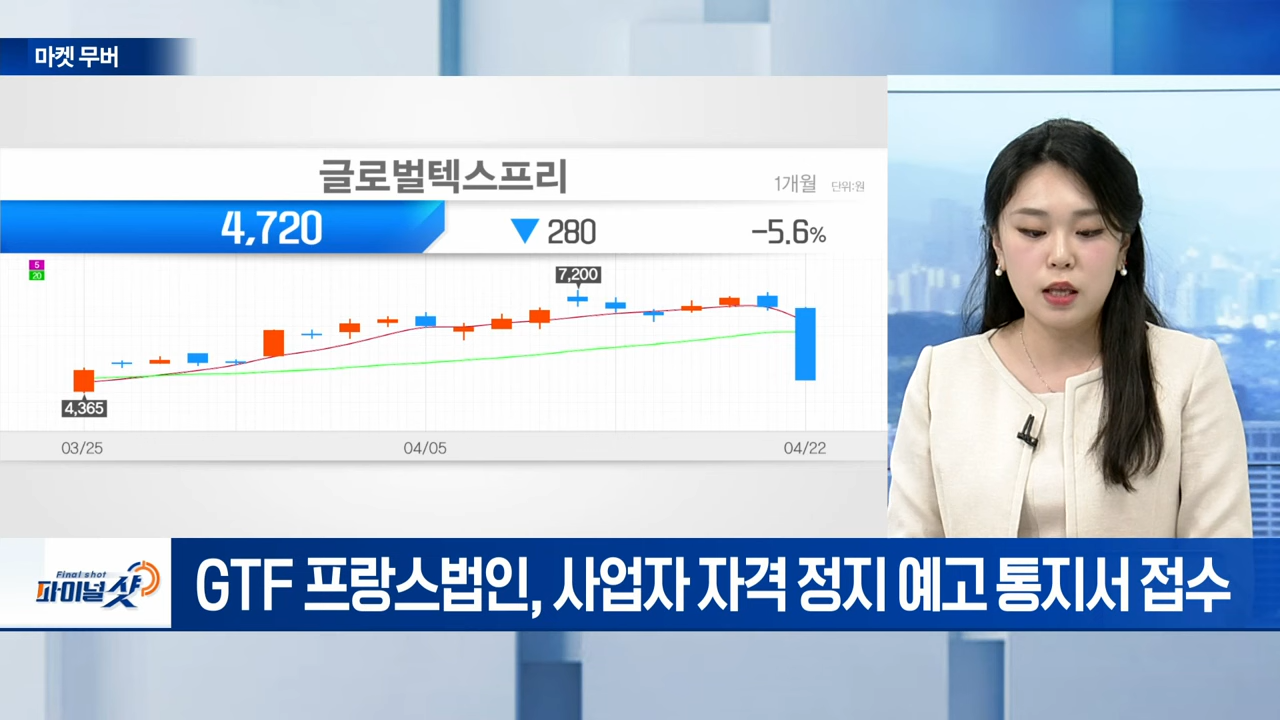 마켓 무버
글로벌텍스프리
1개월 단위:원
4,720 ▼ 280 -5.6%
5
20
7,200
4,365
03/25 04/05 04/22
Final shot
파이널샷
GTF 프랑스법인, 사업자 자격 정지 예고 통지서 접수